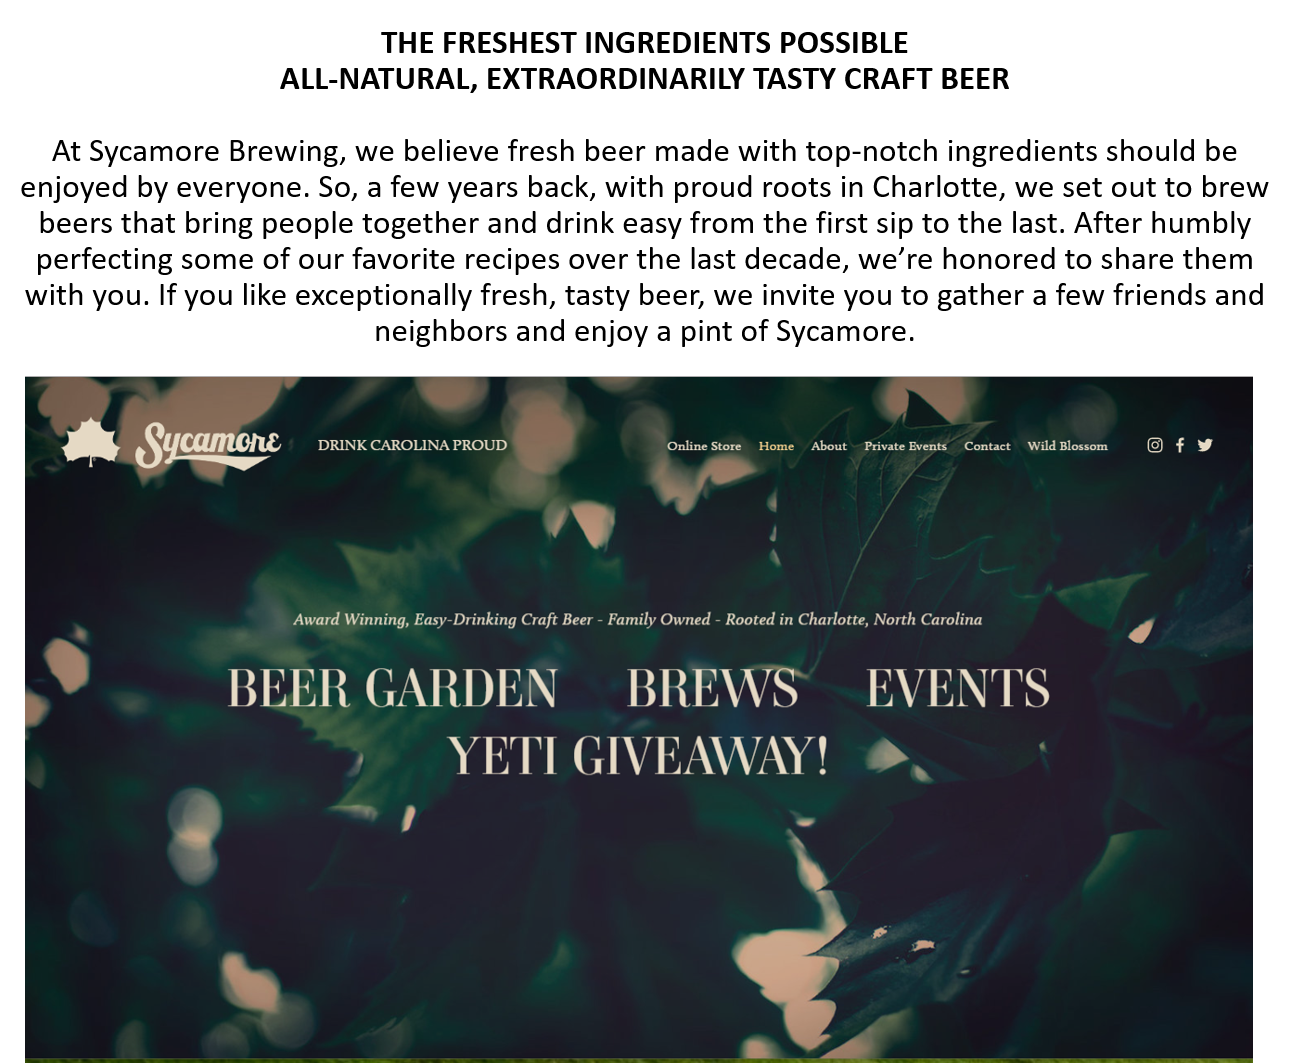 THE FRESHEST INGREDIENTS POSSIBLE
ALL-NATURAL, EXTRAORDINARILY TASTY CRAFT BEER
At Sycamore Brewing, we believe fresh beer made with top-notch ingredients should be
enjoyed by everyone. So, a few years back, with proud roots in Charlotte, we set out to brew
beers that bring people together and drink easy from the first sip to the last. After humbly
perfecting some of our favorite recipes over the last decade, we’re honored to share them
with you. If you like exceptionally fresh, tasty beer, we invite you to gather a few friends and
neighbors and enjoy a pint of Sycamore.
Sycamore DRINK CAROLINA PROUD Online Store Home About Private Events Contact Wild Blossom
Award Winning, Easy-Drinking Craft Beer - Family Owned - Rooted in Charlotte, North Carolina
BEER GARDEN BREWS EVENTS
YETI GIVEAWAY!